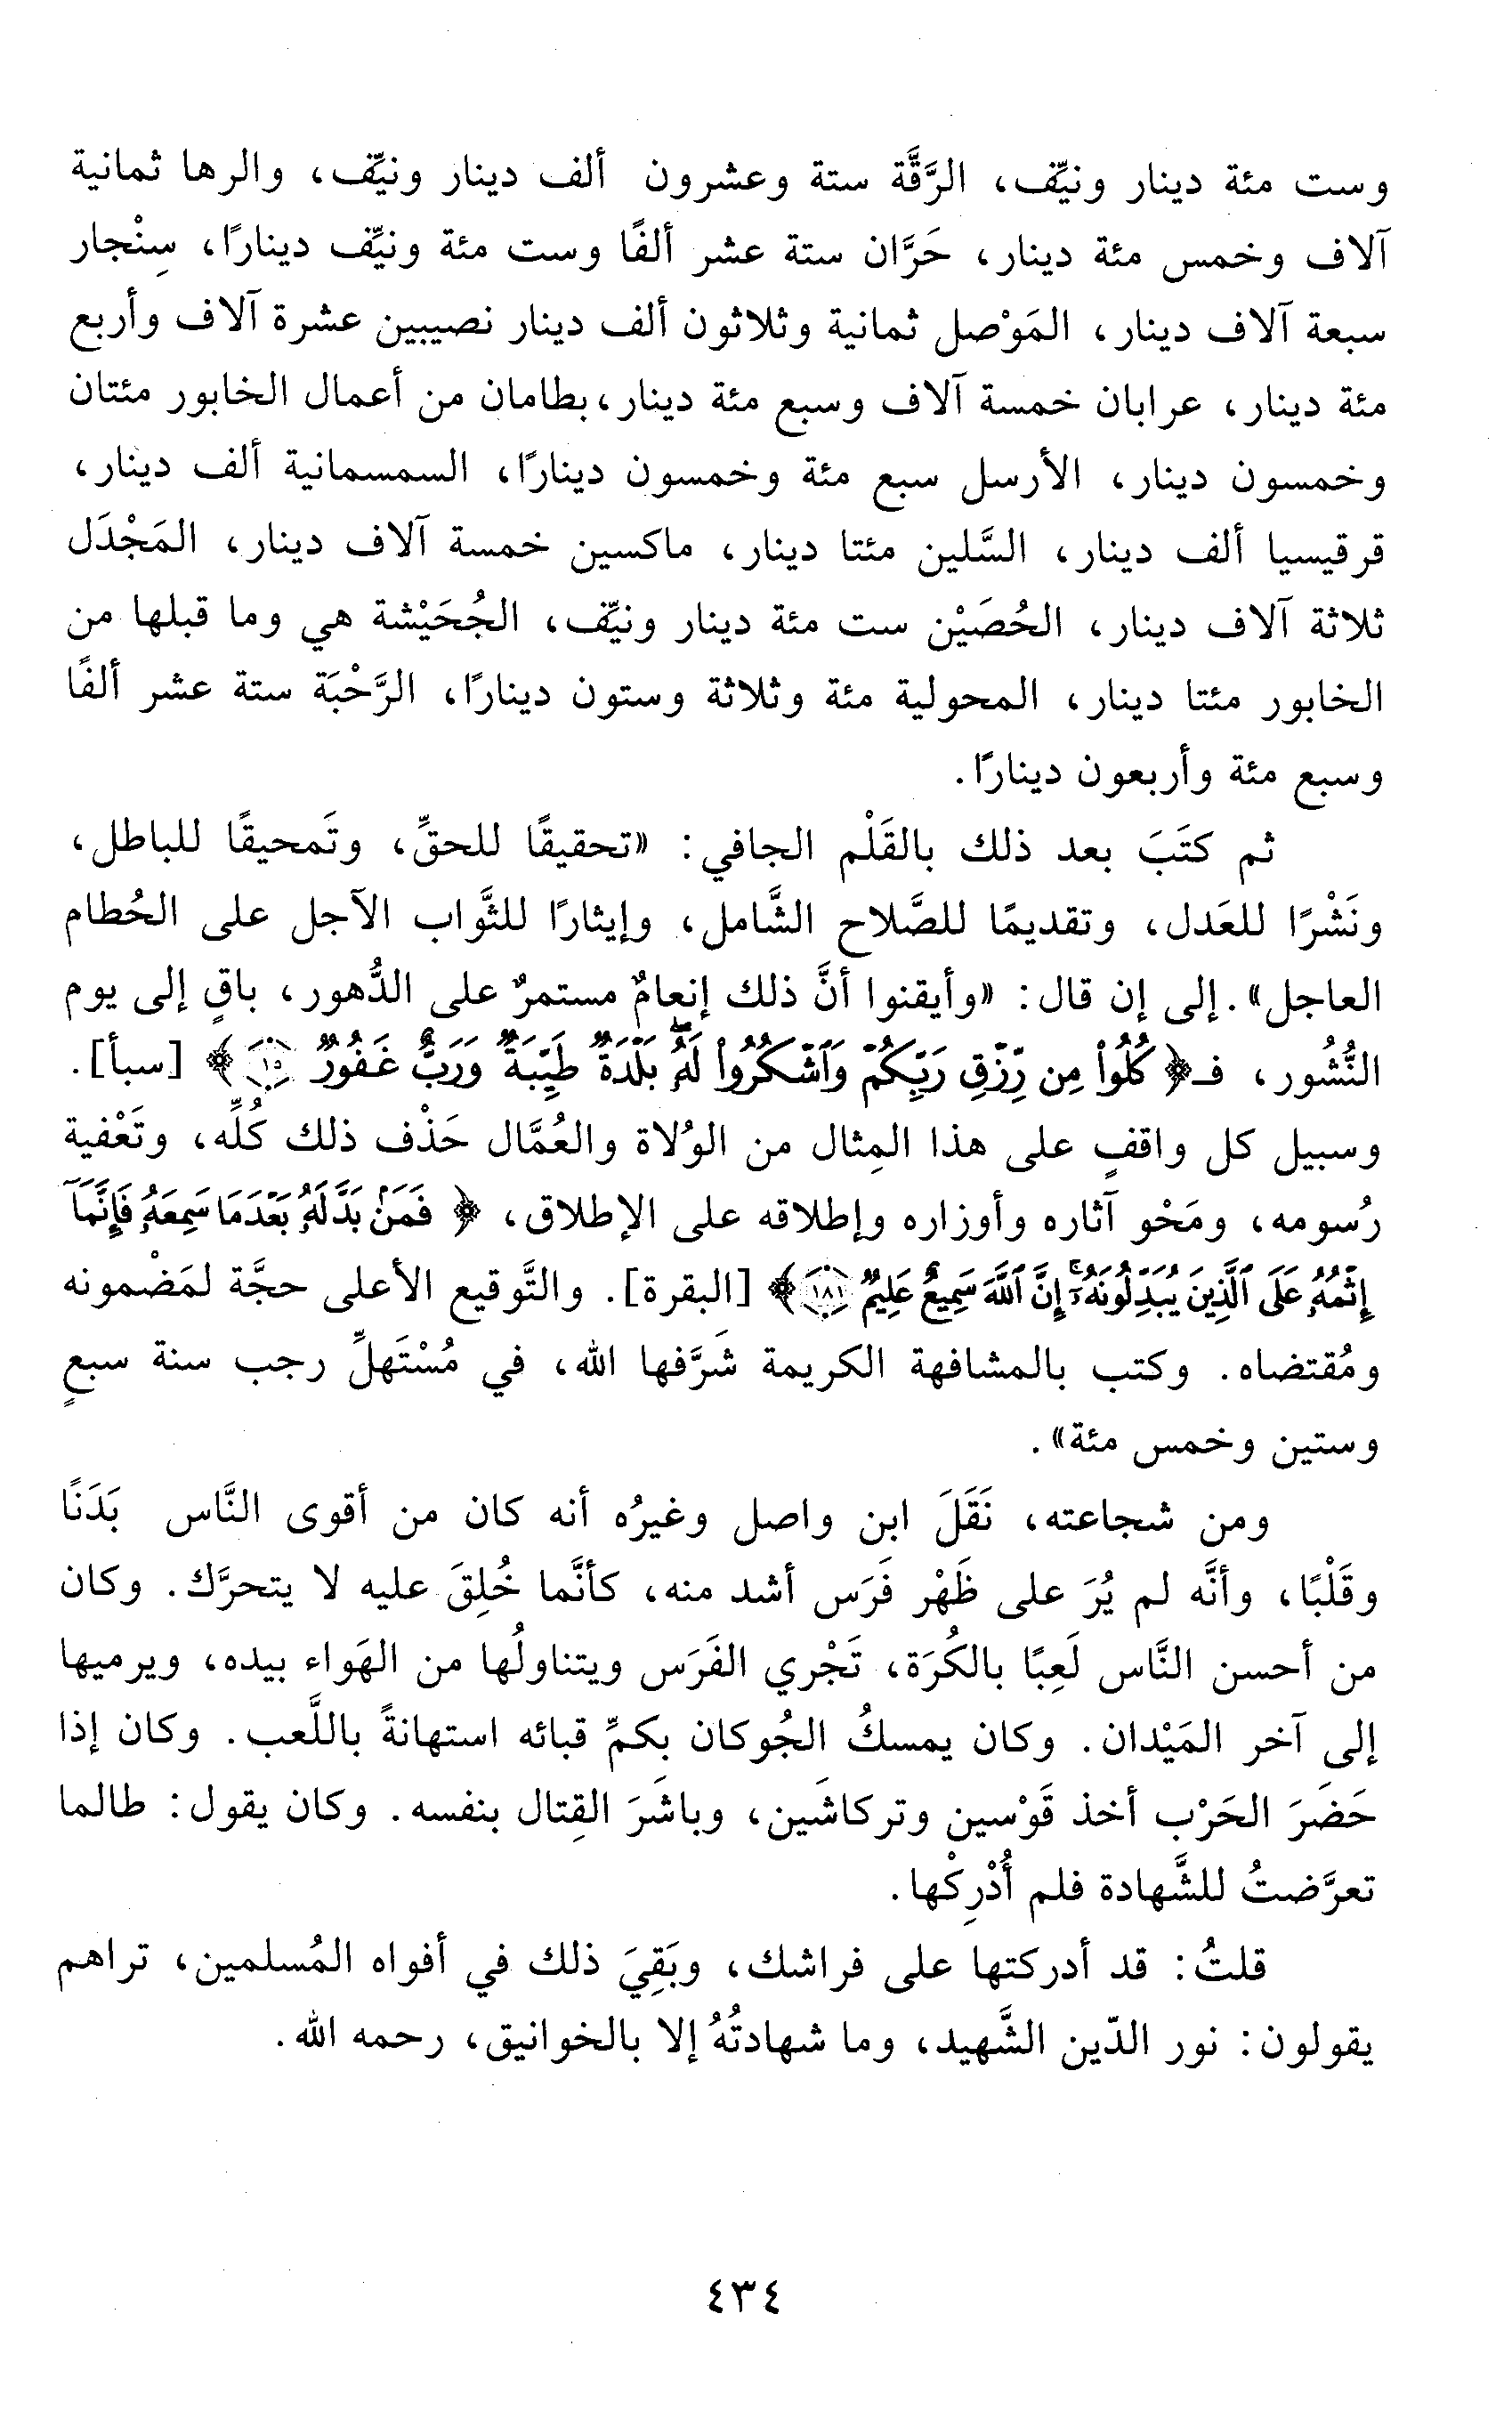 وست مئة دينار ونيِّف، الرَّقَّة ستة وعشرون ألف دينار ونيِّف، والرها ثمانية
آلاف وخمس مئة دينار، حَرَّان ستة عشر ألفًا وست مئة ونيِّف دينارًا، سِنْجار
سبعة آلاف دينار، المَوْصل ثمانية وثلاثون ألف دينار نصيبين عشرة آلاف وأربع
مئة دينار، عرابان خمسة آلاف وسبع مئة دينار، بطامان من أعمال الخابور مئتان
وخمسون دينار، الأرسل سبع مئة وخمسون دينارًا، السمسمانية ألف دينار،
قرقيسيا ألف دينار، السَّلين مئتا دينار، ماكسين خمسة آلاف دينار، المَجْدَل
ثلاثة آلاف دينار، الحُصَيْن ست مئة دينار ونيِّف، الجُحَيْشة هي وما قبلها من
الخابور مئتا دينار، المحولية مئة وثلاثة وستون دينارًا، الرَّحْبَة ستة عشر ألفًا
وسبع مئة وأربعون دينارًا.
ثم كتَبَ بعد ذلك بالقَلْم الجافي: «تحقيقًا للحقِّ، وتَمحيقًا للباطل،
ونَشْرًا للعَدل، وتقديمًا للصَّلاح الشَّامل، وإيثارًا للثَّواب الآجل على الحُطام
العاجل». إلى إن قال: «وأيقنوا أنَّ ذلك إنعامٌ مستمرٌ على الدُّهور، باقٍ إلى يوم
النُّشُور، فـ﴿كُلُوا۟ مِن رِّزْقِ رَبِّكُمْ وَٱشْكُرُوا۟ لَهُۥ بَلْدَةٌ طَيِّبَةٌ وَرَبٌّ غَفُورٌ ١٥﴾ [سبأ].
وسبيل كل واقفٍ على هذا المِثال من الوُلاة والعُمَّال حَذْف ذلك كُلِّه، وتَعْفية
رُسومه، ومَحْو آثاره وأوزاره وإطلاقه على الإطلاق، ﴿فَمَنۢ بَدَّلَهُۥ بَعْدَمَا سَمِعَهُۥ فَإِنَّمَآ
إِثْمُهُۥ عَلَى ٱلَّذِينَ يُبَدِّلُونَهُۥٓ ۚ إِنَّ ٱللَّهَ سَمِيعٌ عَلِيمٌ ١٨١﴾ [البقرة]. والتَّوقيع الأعلى حجَّة لمَضْمونه
ومُقتضاه. وكتب بالمشافهة الكريمة شَرَّفها الله، في مُسْتَهلِّ رجب سنة سبعٍ
وستين وخمس مئة».
ومن شجاعته، نَقَلَ ابن واصل وغيرُه أنه كان من أقوى النَّاس بَدَنًا
وقَلْبًا، وأنَّه لم يُرَ على ظَهْر فَرَس أشد منه، كأنَّما خُلِقَ عليه لا يتحرَّك. وكان
من أحسن النَّاس لَعِبًا بالكُرَة، تَجْري الفَرَس ويتناولُها من الهَواء بيده، ويرميها
إلى آخر المَيْدان. وكان يمسكُ الجُوكان بكمِّ قبائه استهانةً باللَّعب. وكان إذا
حَضَرَ الحَرْب أخذ قَوْسين وتركاشَين، وباشَرَ القِتال بنفسه. وكان يقول: طالما
تعرَّضتُ للشَّهادة فلم أُدْرِكْها.
قلتُ: قد أدركتها على فراشك، وبَقِيَ ذلك في أفواه المُسلمين، تراهم
يقولون: نور الدّين الشَّهيد، وما شهادتُهُ إلا بالخوانيق، رحمه الله.
٤٣٤